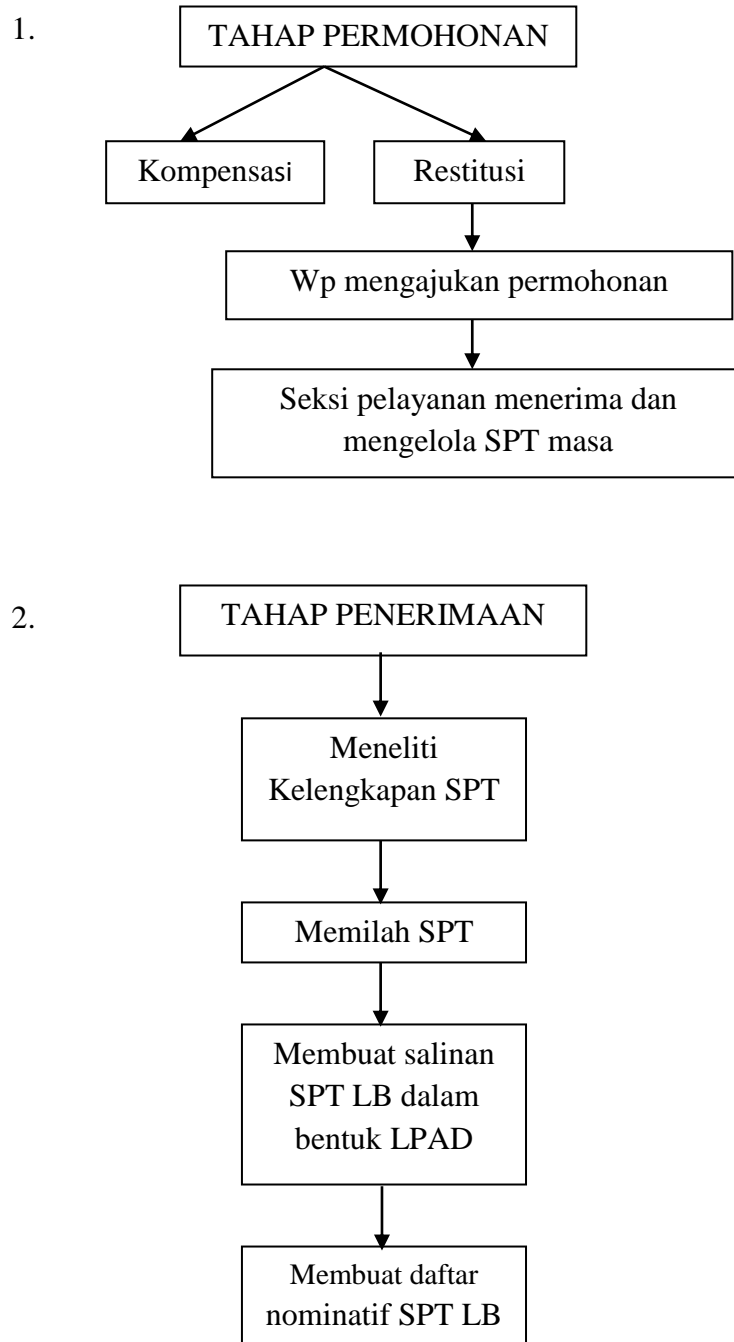 1.
TAHAP PERMOHONAN
Kompensasi
Restitusi
Wp mengajukan permohonan
Seksi pelayanan menerima dan
mengelola SPT masa
2.
TAHAP PENERIMAAN
Meneliti
Kelengkapan SPT
Memilah SPT
Membuat salinan
SPT LB dalam
bentuk LPAD
Membuat daftar
nominatif SPT LB